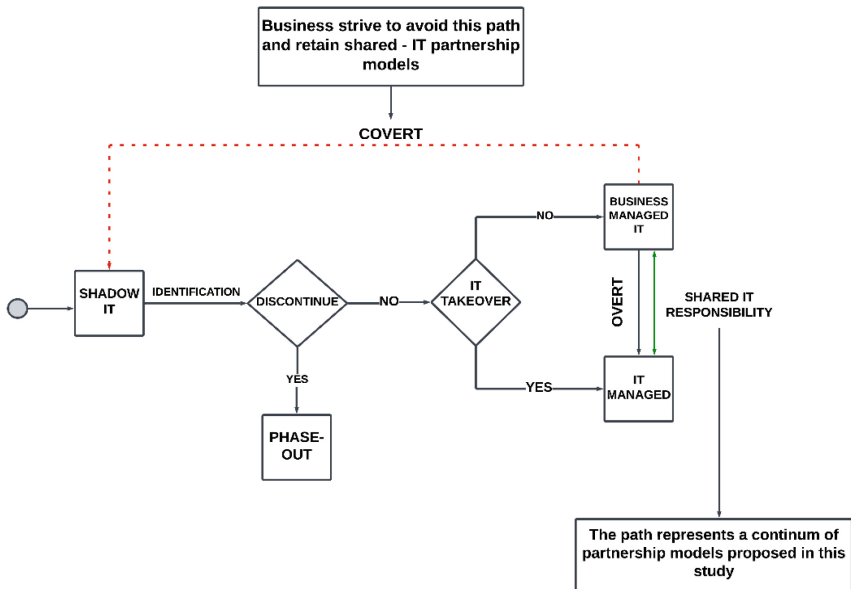 Business strive to avoid this path
and retain shared - IT partnership
models
COVERT
BUSINESS
MANAGED
IT
NO
SHADOW
IT
IDENTIFICATION
DISCONTINUE
NO
IT
TAKEOVER
OVERT
SHARED IT
RESPONSIBILITY
YES
YES
IT
MANAGED
PHASE-
OUT
The path represents a continum of
partnership models proposed in this
study